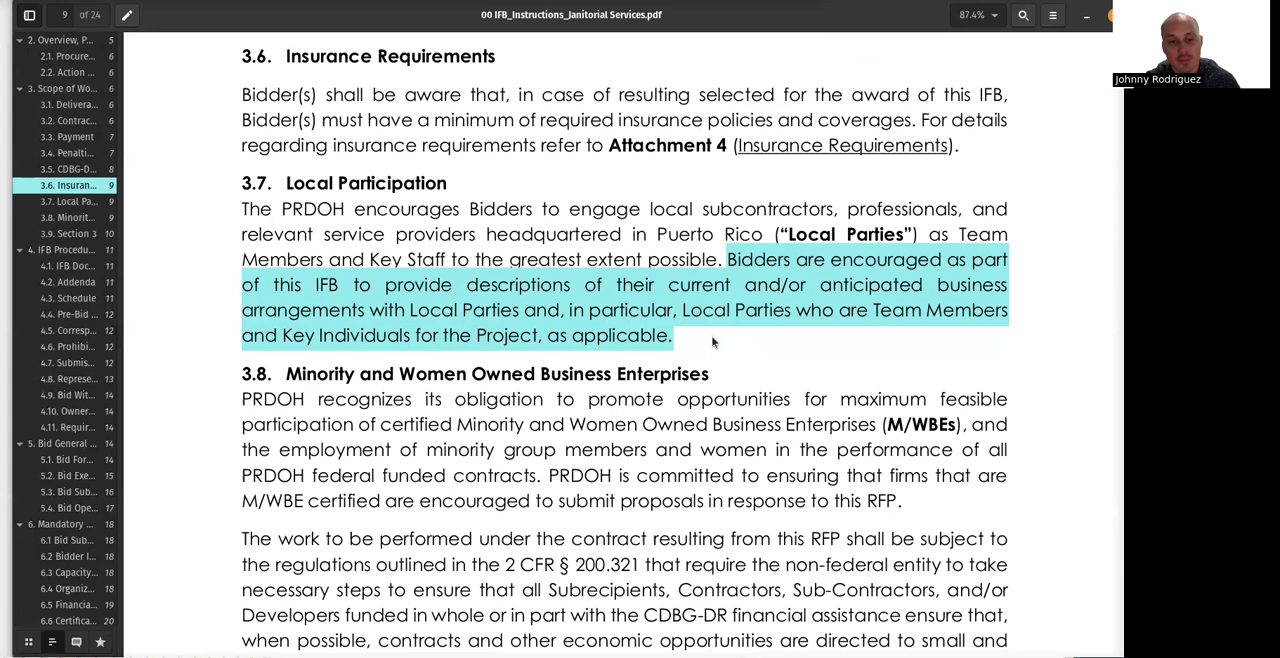 9 of 24
00 IFB_Instructions_Janitorial Services.pdf
87.4%
Johnny Rodriguez
2. Overview, P... 5
2.1. Procure... 6
2.2. Action ... 6
3. Scope of Wo... 6
3.1. Delivera... 6
3.2. Contrac... 6
3.3. Payment 7
3.4. Penalti... 7
3.5. CDBG-D... 8
3.6. Insuran... 9
3.7. Local Pa... 9
3.8. Minorit... 9
3.9. Section 3 10
4. IFB Procedu... 11
4.1. IFB Doc... 11
4.2. Addenda 11
4.3. Schedule 11
4.4. Pre-Bid ... 11
4.5. Corresp... 11
4.6. Prohibi... 11
4.7. Submis... 11
4.8. Represe... 13
4.9. Bid Wit... 14
4.10. Owner... 14
4.11. Requir... 14
5. Bid General ... 14
5.1. Bid For... 14
5.2. Bid Exe... 15
5.3. Bid Sub... 16
5.4. Bid Ope... 17
6. Mandatory ... 18
6.1 Bid Sub... 18
6.2 Bidder I... 18
6.3 Capacity... 18
6.4 Organiz... 18
6.5 Financia... 19
6.6 Certifica... 20
3.6. Insurance Requirements
Bidder(s) shall be aware that, in case of resulting selected for the award of this IFB,
Bidder(s) must have a minimum of required insurance policies and coverages. For details
regarding insurance requirements refer to Attachment 4 (Insurance Requirements).
3.7. Local Participation
The PRDOH encourages Bidders to engage local subcontractors, professionals, and
relevant service providers headquartered in Puerto Rico (“Local Parties”) as Team
Members and Key Staff to the greatest extent possible. Bidders are encouraged as part
of this IFB to provide descriptions of their current and/or anticipated business
arrangements with Local Parties and, in particular, Local Parties who are Team Members
and Key Individuals for the Project, as applicable.
3.8. Minority and Women Owned Business Enterprises
PRDOH recognizes its obligation to promote opportunities for maximum feasible
participation of certified Minority and Women Owned Business Enterprises (M/WBEs), and
the employment of minority group members and women in the performance of all
PRDOH federal funded contracts. PRDOH is committed to ensuring that firms that are
M/WBE certified are encouraged to submit proposals in response to this RFP.
The work to be performed under the contract resulting from this RFP shall be subject to
the regulations outlined in the 2 CFR § 200.321 that require the non-federal entity to take
necessary steps to ensure that all Subrecipients, Contractors, Sub-Contractors, and/or
Developers funded in whole or in part with the CDBG-DR financial assistance ensure that,
when possible, contracts and other economic opportunities are directed to small and